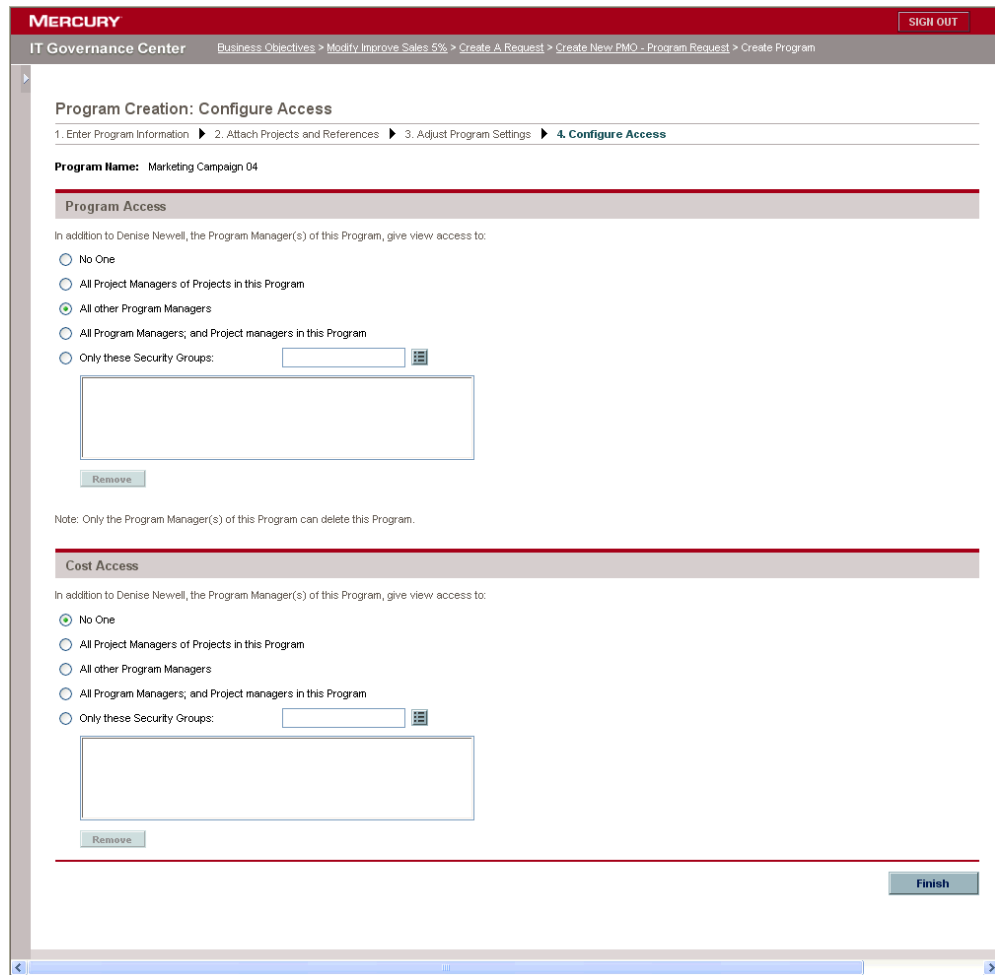 MERCURY
SIGN OUT
IT Governance Center
Business Objectives > Modify Improve Sales 5% > Create A Request > Create New PMO - Program Request > Create Program
Program Creation: Configure Access
1. Enter Program Information 2. Attach Projects and References 3. Adjust Program Settings 4. Configure Access
Program Name: Marketing Campaign 04
Program Access
In addition to Denise Newell, the Program Manager(s) of this Program, give view access to:
No One
All Project Managers of Projects in this Program
All other Program Managers
All Program Managers; and Project managers in this Program
Only these Security Groups:
Remove
Note: Only the Program Manager(s) of this Program can delete this Program.
Cost Access
In addition to Denise Newell, the Program Manager(s) of this Program, give view access to:
No One
All Project Managers of Projects in this Program
All other Program Managers
All Program Managers; and Project managers in this Program
Only these Security Groups:
Remove
Finish